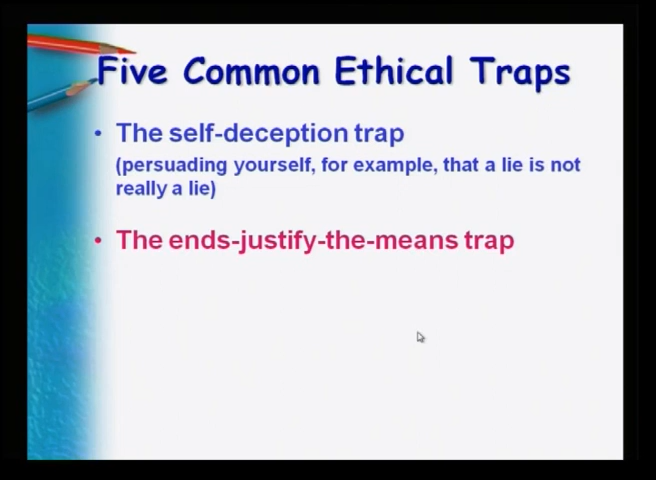 Five Common Ethical Traps
• The self-deception trap
(persuading yourself, for example, that a lie is not
really a lie)
• The ends-justify-the-means trap